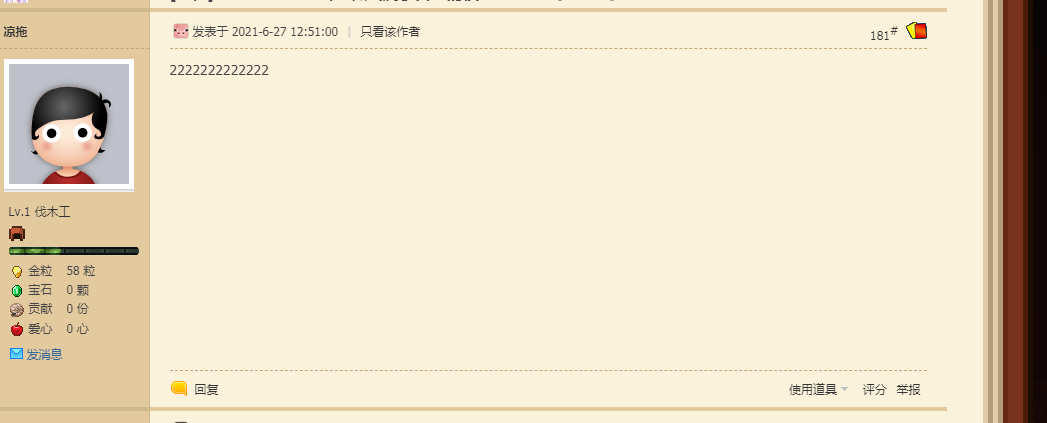 凉拖
发表于 2021-6-27 12:51:00 | 只看该作者
181#
2222222222222
Lv.1 伐木工
金粒 58 粒
宝石 0 颗
贡献 0 份
爱心 0 心
发消息
回复
使用道具 评分 举报